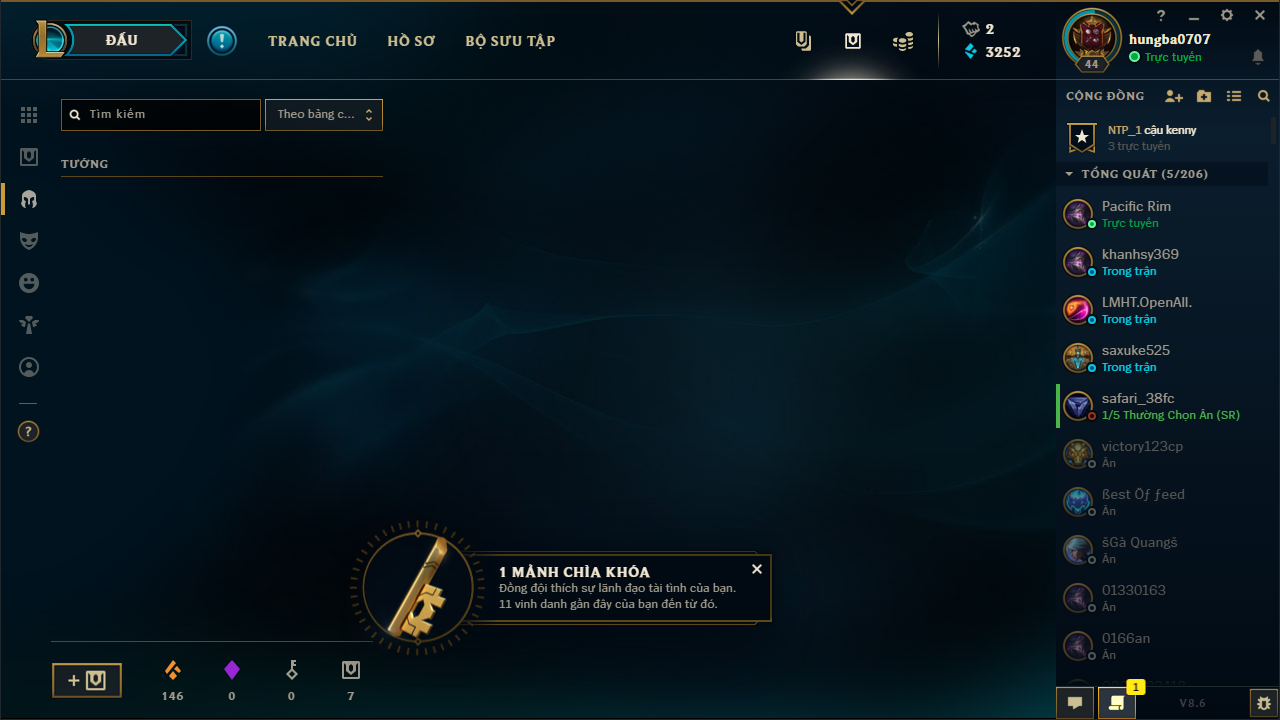 ĐẤU
TRANG CHỦ
HỒ SƠ
BỘ SƯU TẬP
2
3252
?
44
hungba0707
Trực tuyến
Tìm kiếm
Theo bảng c...
TƯỚNG
?
CỘNG ĐỒNG
NTP_1 cậu kenny
3 trực tuyến
TỔNG QUÁT (5/206)
Pacific Rim
Trực tuyến
khanhsy369
Trong trận
LMHT.OpenAll.
Trong trận
saxuke525
Trong trận
safari_38fc
1/5 Thường Chọn Ẩn (SR)
victory123cp
Ẩn
ßest Ỡƒ ƒeed
Ẩn
šGà Quangš
Ẩn
01330163
Ẩn
0166an
Ẩn
1 MẢNH CHÌA KHÓA
Đồng đội thích sự lãnh đạo tài tình của bạn.
11 vinh danh gần đây của bạn đến từ đó.
146
0
0
7
1
V8.6